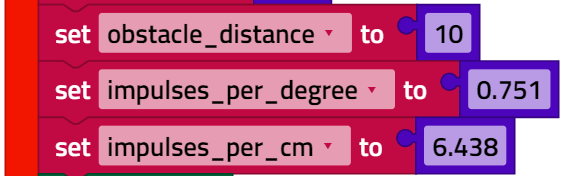 set obstacle_distance to 10
set impulses_per_degree to 0.751
set impulses_per_cm to 6.438